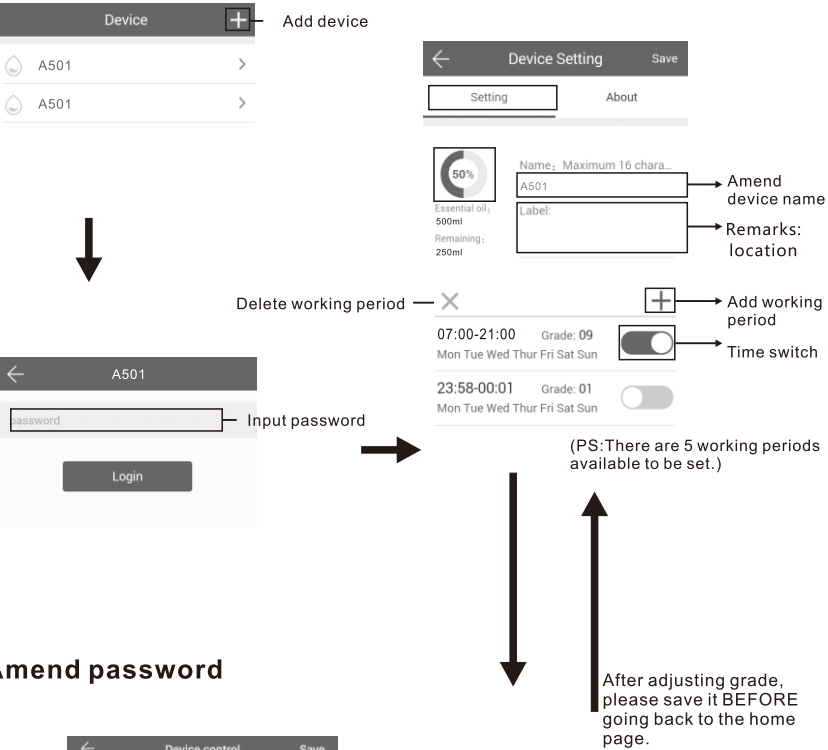 Device
Add device
A501
A501
Device Setting Save
Setting About
50%
Name: Maximum 16 chara...
A501
Amend
device name
Essential oil:
500ml
Label:
Remarks:
location
Remaining:
250ml
Delete working period
Add working
period
07:00-21:00 Grade: 09
Mon Tue Wed Thur Fri Sat Sun
Time switch
23:58-00:01 Grade: 01
Mon Tue Wed Thur Fri Sat Sun
A501
password
Input password
Login
(PS:There are 5 working periods
available to be set.)
Amend password
After adjusting grade,
please save it BEFORE
going back to the home
page.
Device control Save